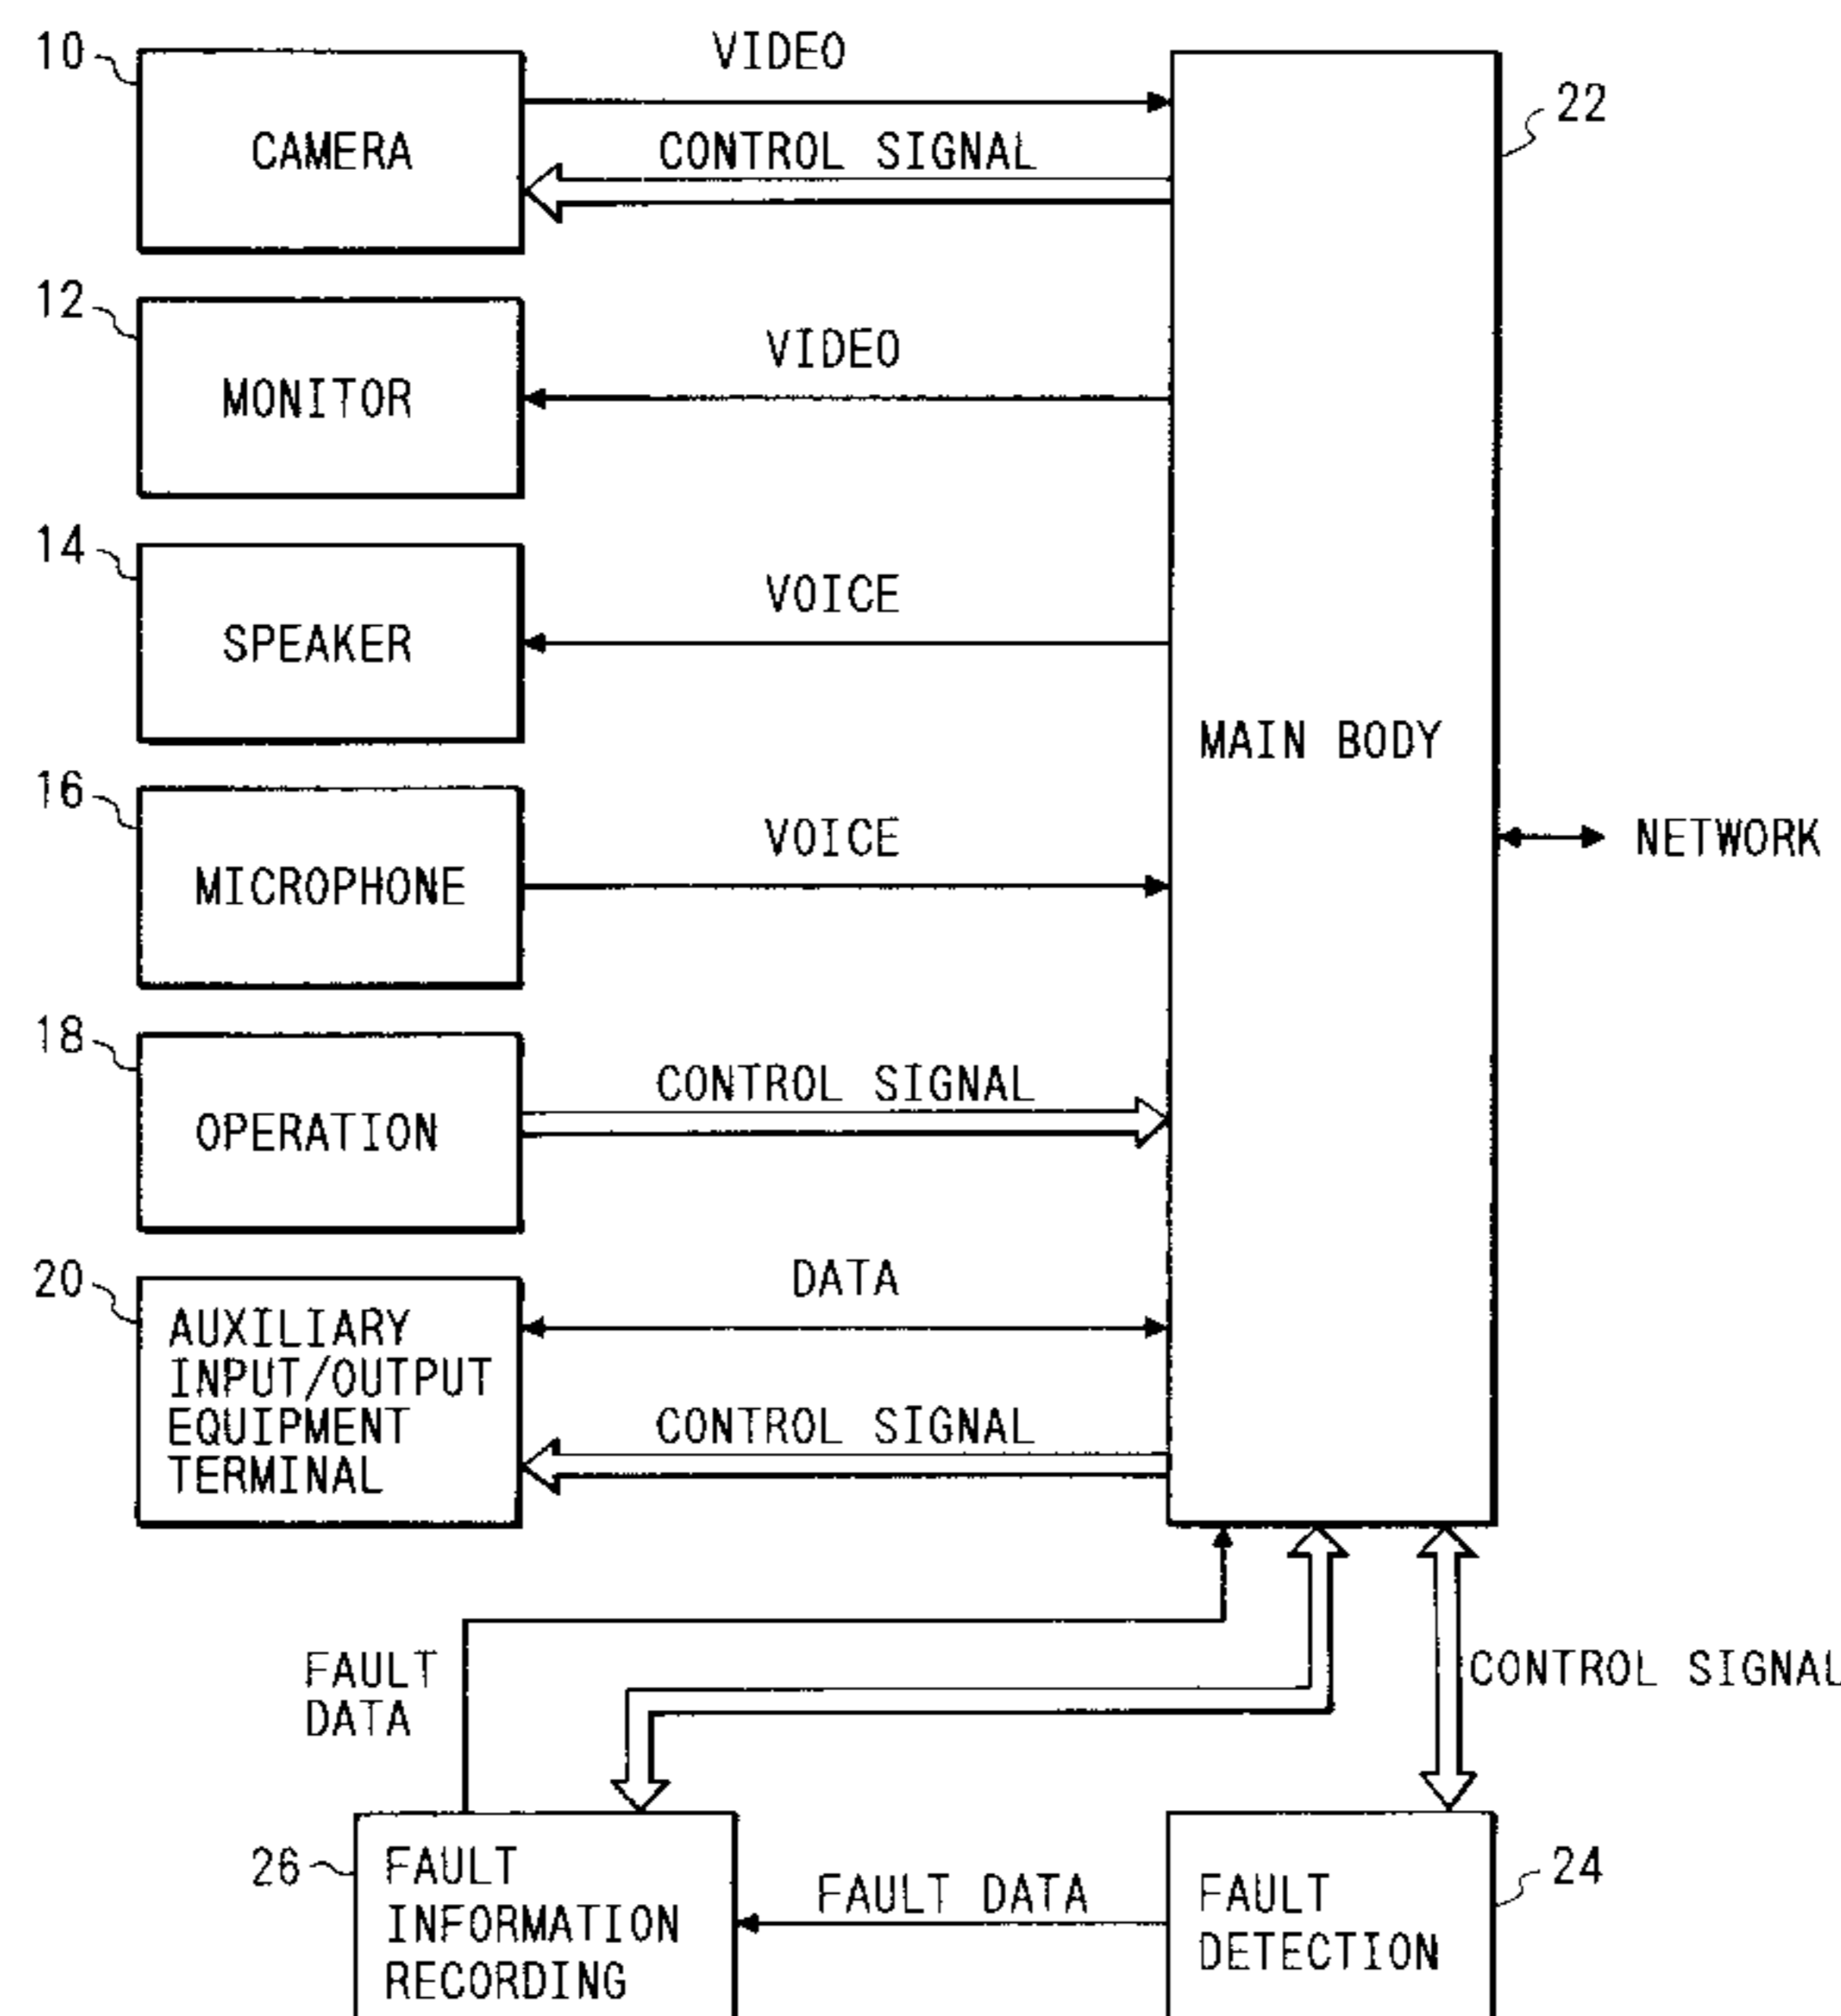 10
VIDEO
22
CAMERA
CONTROL SIGNAL
12
VIDEO
MONITOR
14
VOICE
SPEAKER
MAIN BODY
16
VOICE
NETWORK
MICROPHONE
18
CONTROL SIGNAL
OPERATION
20
DATA
AUXILIARY
INPUT/OUTPUT
EQUIPMENT
TERMINAL
CONTROL SIGNAL
FAULT
DATA
CONTROL SIGNAL
26
FAULT
INFORMATION
RECORDING
FAULT DATA
FAULT
DETECTION
24